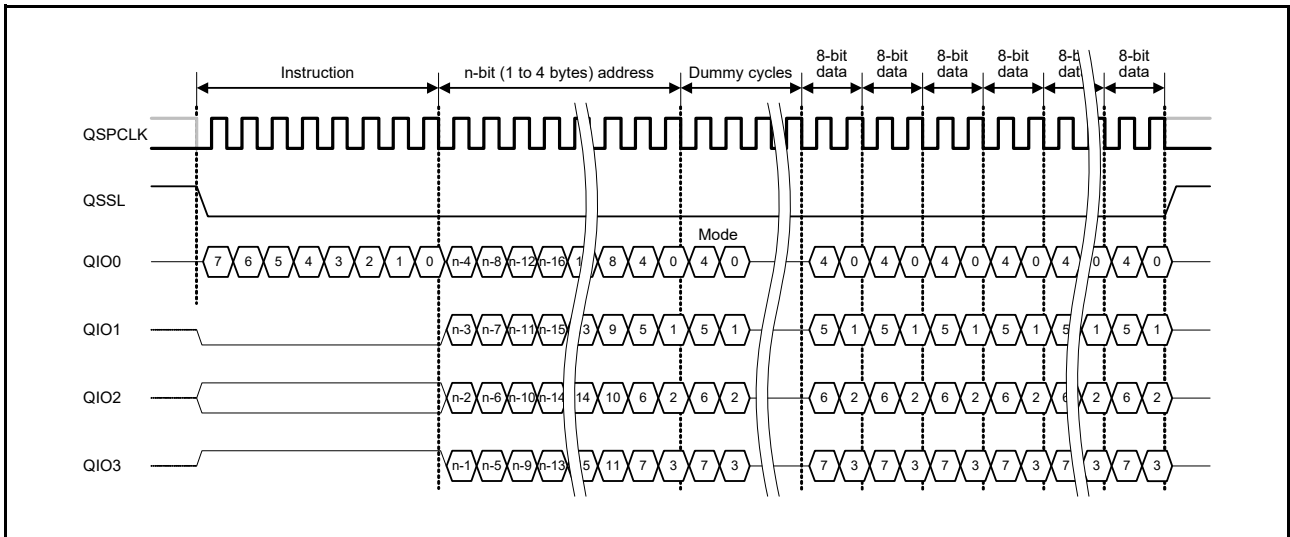 8-bit data 8-bit data 8-bit data 8-bit data 8-bit data
Instruction n-bit (1 to 4 bytes) address Dummy cycles
QSPCLK
QSSL
Mode
QIO0 7 6 5 4 3 2 1 0 n-4 n-8 n-12 n-16 8 4 0 4 0 4 0 4 0 4 0 4 0 4 0 4 0
QIO1 n-3 n-7 n-11 n-15 9 5 1 5 1 5 1 5 1 5 1 5 1 5 1 5 1
QIO2 n-2 n-6 n-10 n-14 14 10 6 2 6 2 6 2 6 2 6 2 6 2 6 2 6 2
QIO3 n-1 n-5 n-9 n-13 11 7 3 7 3 7 3 7 3 7 3 7 3 7 3 7 3